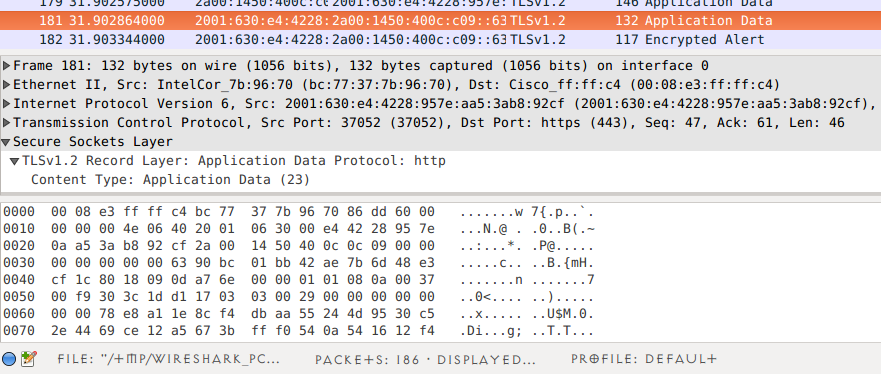 179 31.902575000 2a00:1450:400c:c0 2001:630:e4:4228:957e: TLSv1.2 146 Application Data
181 31.902864000 2001:630:e4:4228: 2a00:1450:400c:c09::63 TLSv1.2 132 Application Data
182 31.903344000 2001:630:e4:4228: 2a00:1450:400c:c09::63 TLSv1.2 117 Encrypted Alert
Frame 181: 132 bytes on wire (1056 bits), 132 bytes captured (1056 bits) on interface 0
Ethernet II, Src: IntelCor_7b:96:70 (bc:77:37:7b:96:70), Dst: Cisco_ff:ff:c4 (00:08:e3:ff:ff:c4)
Internet Protocol Version 6, Src: 2001:630:e4:4228:957e:aa5:3ab8:92cf (2001:630:e4:4228:957e:aa5:3ab8:92cf),
Transmission Control Protocol, Src Port: 37052 (37052), Dst Port: https (443), Seq: 47, Ack: 61, Len: 46
Secure Sockets Layer
TLSv1.2 Record Layer: Application Data Protocol: http
Content Type: Application Data (23)
0000 00 08 e3 ff ff c4 bc 77 37 7b 96 70 86 dd 60 00 .......w 7{.p..`.
0010 00 00 00 4e 06 40 20 01 06 30 00 e4 42 28 95 7e ...N.@ . .0..B(.~
0020 0a a5 3a b8 92 cf 2a 00 14 50 40 0c 0c 09 00 00 ..:...*. .P@.....
0030 00 00 00 00 00 63 90 bc 01 bb 42 ae 7b 6d 48 e3 .....c.. ..B.{mH.
0040 cf 1c 80 18 09 0d a7 6e 00 00 01 01 08 0a 00 37 .......n .......7
0050 00 f9 30 3c 1d d1 17 03 03 00 29 00 00 00 00 00 ..0<.... ..).....
0060 00 00 78 e8 a1 1e 8c f4 db aa 55 24 4d 95 30 c5 ..x..... ..U$M.0.
0070 2e 44 69 ce 12 a5 67 3b ff f0 54 0a 54 16 12 f4 .Di...g; ..T.T...
FILE: "/TMP/WIRESHARK_PC... PACKETS: 186 · DISPLAYED... PROFILE: DEFAULT